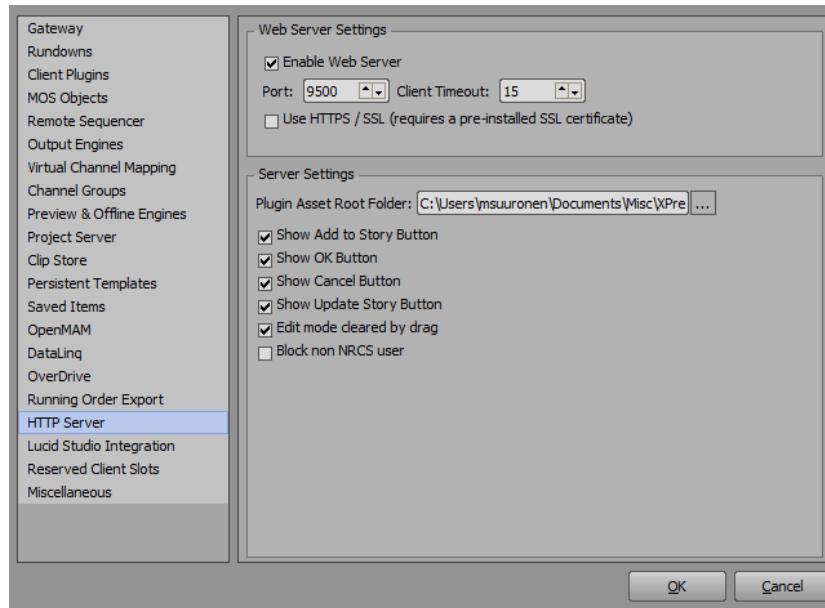 Gateway
Rundowns
Client Plugins
MOS Objects
Remote Sequencer
Output Engines
Virtual Channel Mapping
Channel Groups
Preview & Offline Engines
Project Server
Clip Store
Persistent Templates
Saved Items
OpenMAM
DataLinq
OverDrive
Running Order Export
HTTP Server
Lucid Studio Integration
Reserved Client Slots
Miscellaneous
Web Server Settings
Enable Web Server
Port: 9500 Client Timeout: 15
Use HTTPS / SSL (requires a pre-installed SSL certificate)
Server Settings
Plugin Asset Root Folder: C:\Users\msuuronen\Documents\Misc\XPre ...
Show Add to Story Button
Show OK Button
Show Cancel Button
Show Update Story Button
Edit mode cleared by drag
Block non NRCS user
OK Cancel